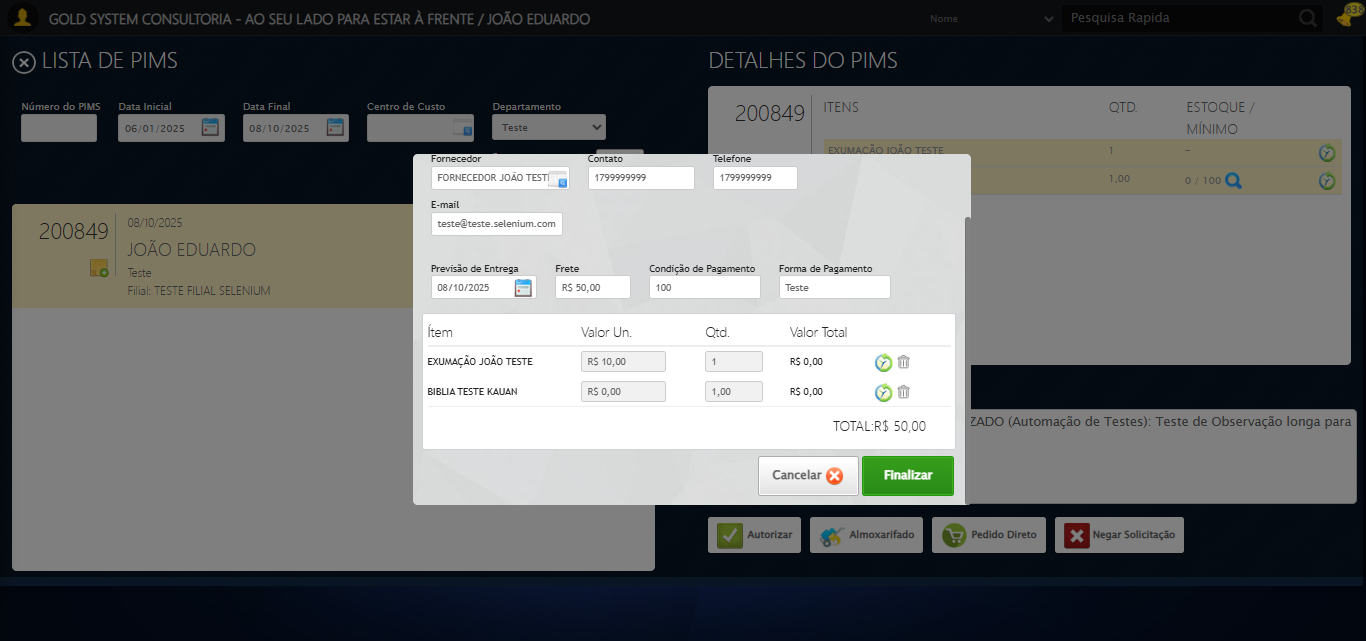 GOLD SYSTEM CONSULTORIA - AO SEU LADO PARA ESTAR À FRENTE / JOÃO EDUARDO
Nome
Pesquisa Rapida
838
LISTA DE PIMS
Número do PIMS
Data Inicial
Data Final
Centro de Custo
Departamento
06/01/2025
08/10/2025
Teste
200849
08/10/2025
JOÃO EDUARDO
Teste
Filial: TESTE FILIAL SELENIUM
DETALHES DO PIMS
200849
ITENS
QTD.
ESTOQUE /
MÍNIMO
EXUMAÇÃO JOÃO TESTE
1
-
1,00
0 / 100
Fornecedor
Contato
Telefone
FORNECEDOR JOÃO TEST
1799999999
1799999999
E-mail
teste@teste.selenium.com
Previsão de Entrega
Frete
Condição de Pagamento
Forma de Pagamento
08/10/2025
R$ 50,00
100
Teste
Ítem
Valor Un.
Qtd.
Valor Total
EXUMAÇÃO JOÃO TESTE
R$ 10,00
1
R$ 0,00
BIBLIA TESTE KAUAN
R$ 0,00
1,00
R$ 0,00
TOTAL:R$ 50,00
Cancelar
Finalizar
ZADO (Automação de Testes): Teste de Observação longa para
Autorizar
Almoxarifado
Pedido Direto
Negar Solicitação